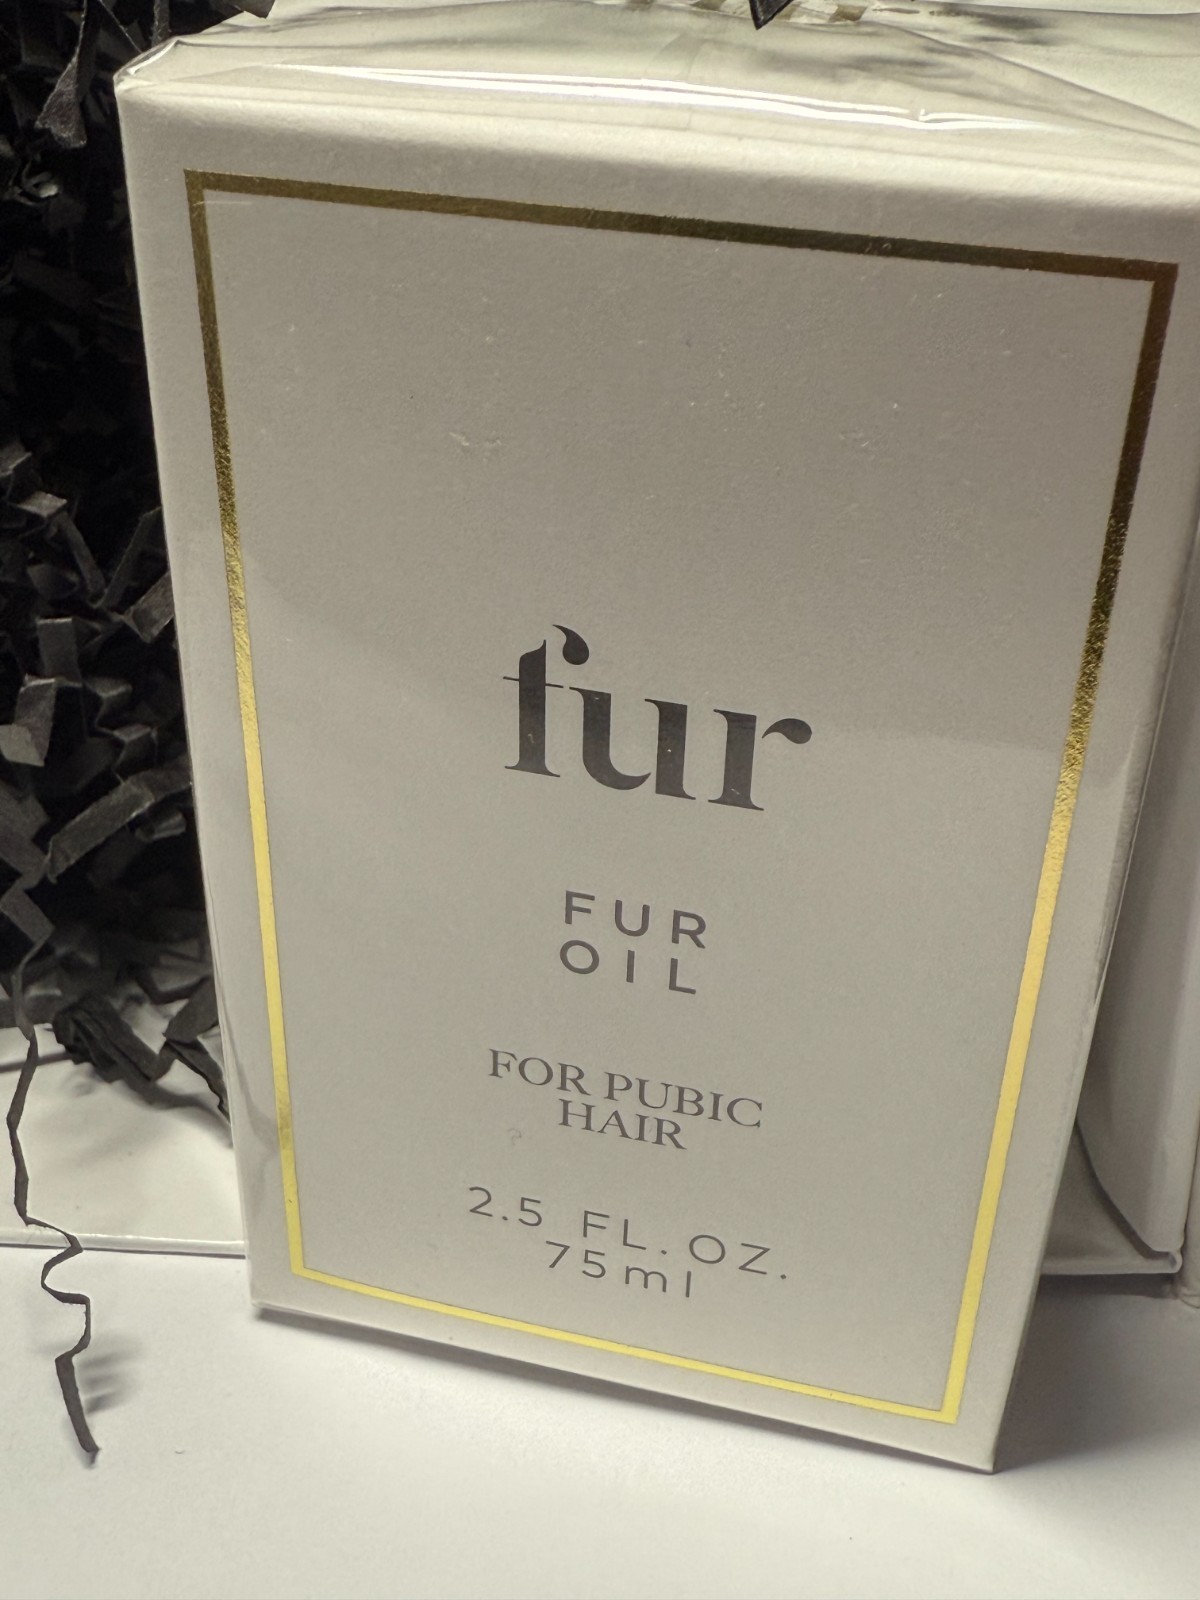 fur
FUR
OIL
FOR PUBIC
HAIR
2.5 FL. OZ.
75ml